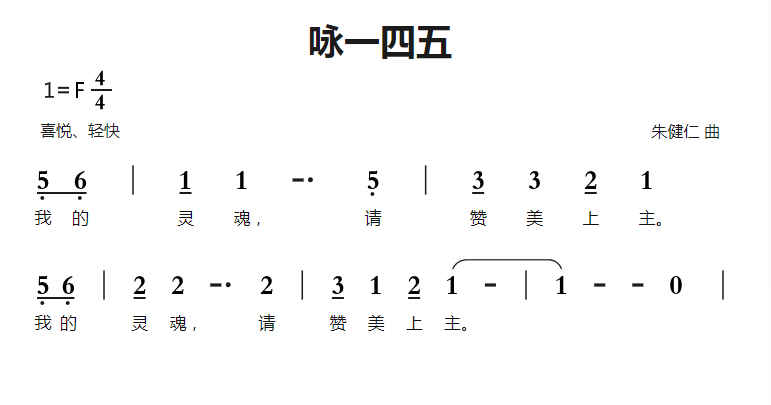 咏一四五
1=F 4/4
喜悦、轻快 朱健仁 曲
5 6 | 1 1 -· 5 | 3 3 2 1
我 的 灵 魂， 请 赞 美 上 主。
5 6 | 2 2 -· 2 | 3 1 2 1 - | 1 - - 0 |
我 的 灵 魂， 请 赞 美 上 主。